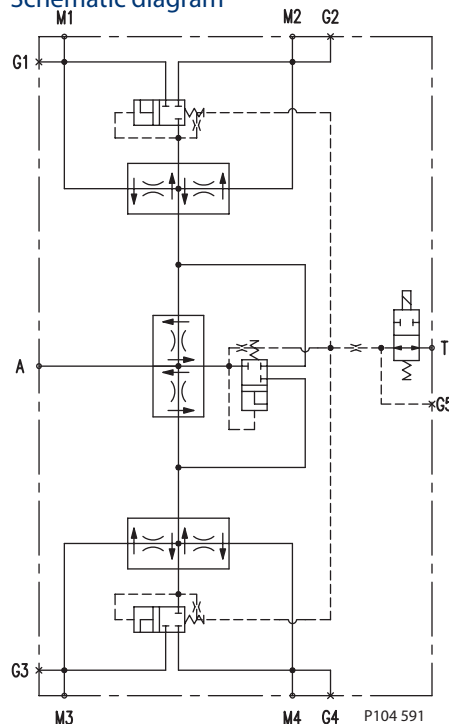 Schematic diagram
M1 M2 G2
G1
A
T
G5
G3
M3 M4 G4 P104 591